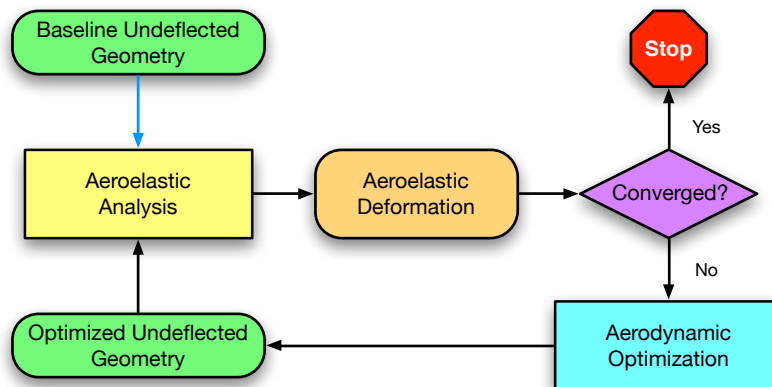 Baseline Undeflected
Geometry
Stop
Yes
Aeroelastic
Analysis
Aeroelastic
Deformation
Converged?
No
Optimized Undeflected
Geometry
Aerodynamic
Optimization